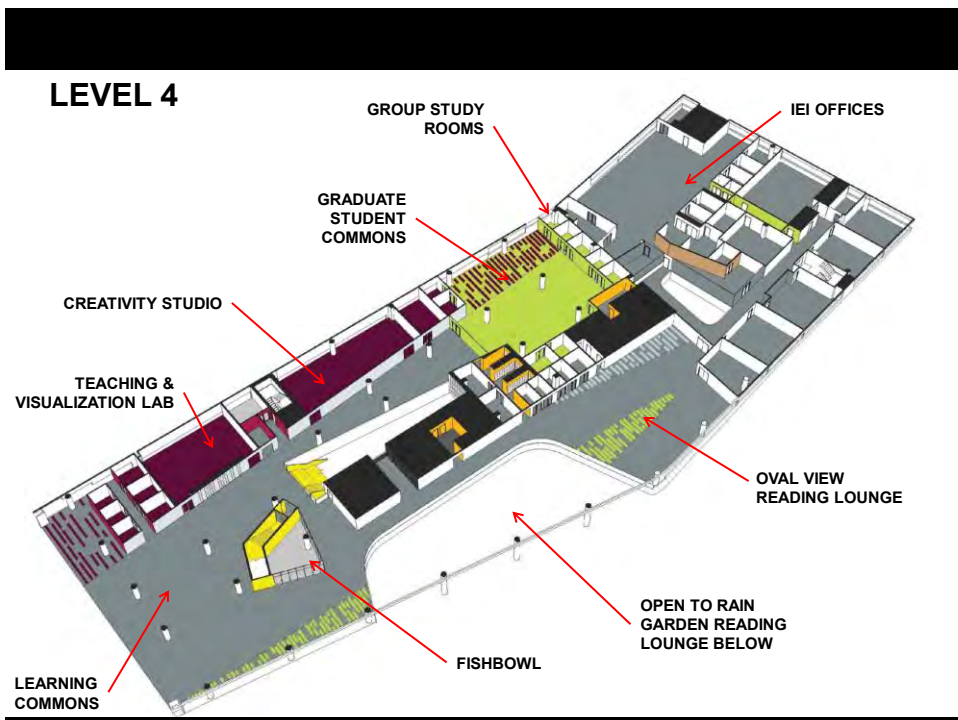 LEVEL 4
GROUP STUDY
ROOMS
IEI OFFICES
GRADUATE
STUDENT
COMMONS
CREATIVITY STUDIO
TEACHING &
VISUALIZATION LAB
OVAL VIEW
READING LOUNGE
OPEN TO RAIN
GARDEN READING
LOUNGE BELOW
FISHBOWL
LEARNING
COMMONS